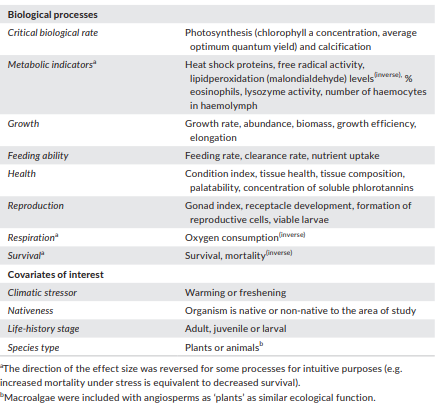 Biological processes
Critical biological rate Photosynthesis (chlorophyll a concentration, average
optimum quantum yield) and calcification
Metabolic indicatorsᵃ Heat shock proteins, free radical activity,
lipidperoxidation (malondialdehyde) levels(inverse), %
eosinophils, lysozyme activity, number of haemocytes
in haemolymph
Growth Growth rate, abundance, biomass, growth efficiency,
elongation
Feeding ability Feeding rate, clearance rate, nutrient uptake
Health Condition index, tissue health, tissue composition,
palatability, concentration of soluble phlorotannins
Reproduction Gonad index, receptacle development, formation of
reproductive cells, viable larvae
Respirationᵃ Oxygen consumption(inverse)
Survivalᵃ Survival, mortality(inverse)
Covariates of interest
Climatic stressor Warming or freshening
Nativeness Organism is native or non-native to the area of study
Life-history stage Adult, juvenile or larval
Species type Plants or animalsᵇ
ᵃThe direction of the effect size was reversed for some processes for intuitive purposes (e.g.
increased mortality under stress is equivalent to decreased survival).
ᵇMacroalgae were included with angiosperms as ‘plants’ as similar ecological function.